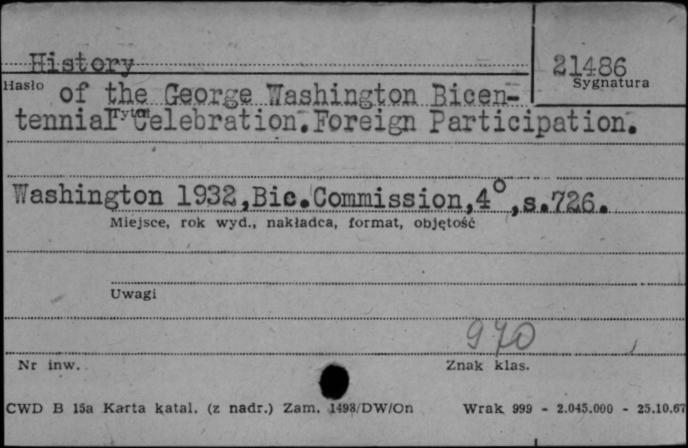 History 21486
Hasło Sygnatura
of the George Washington Bicen-
tennial Tytuł Celebration. Foreign Participation.
Washington 1932, Bic. Commission, 4°, s.726.
Miejsce, rok wyd., nakładca, format, objętość
Uwagi
970
Nr inw. Znak klas.
CWD B 15a Karta katal. (z nadr.) Zam. 1498/DW/On Wrak 999 - 2.045.000 - 25.10.67